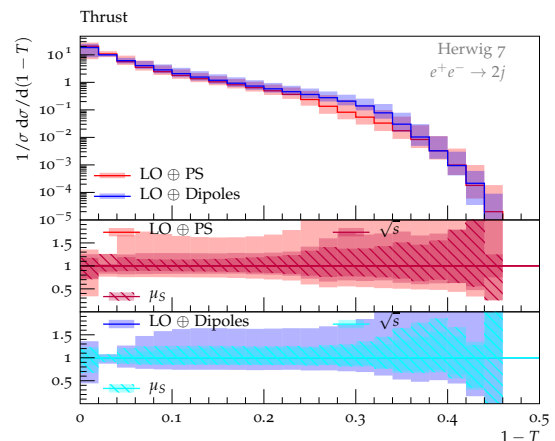 Thrust
Herwig 7
e⁺e⁻ → 2j
1/σ dσ/d(1 − T)
10¹
1
10⁻¹
10⁻²
10⁻³
10⁻⁴
10⁻⁵
LO ⊕ PS
LO ⊕ Dipoles
LO ⊕ PS √s
1.5
1
0.5
μS
LO ⊕ Dipoles √s
1.5
1
0.5
μS
0 0.1 0.2 0.3 0.4 0.5
1 − T